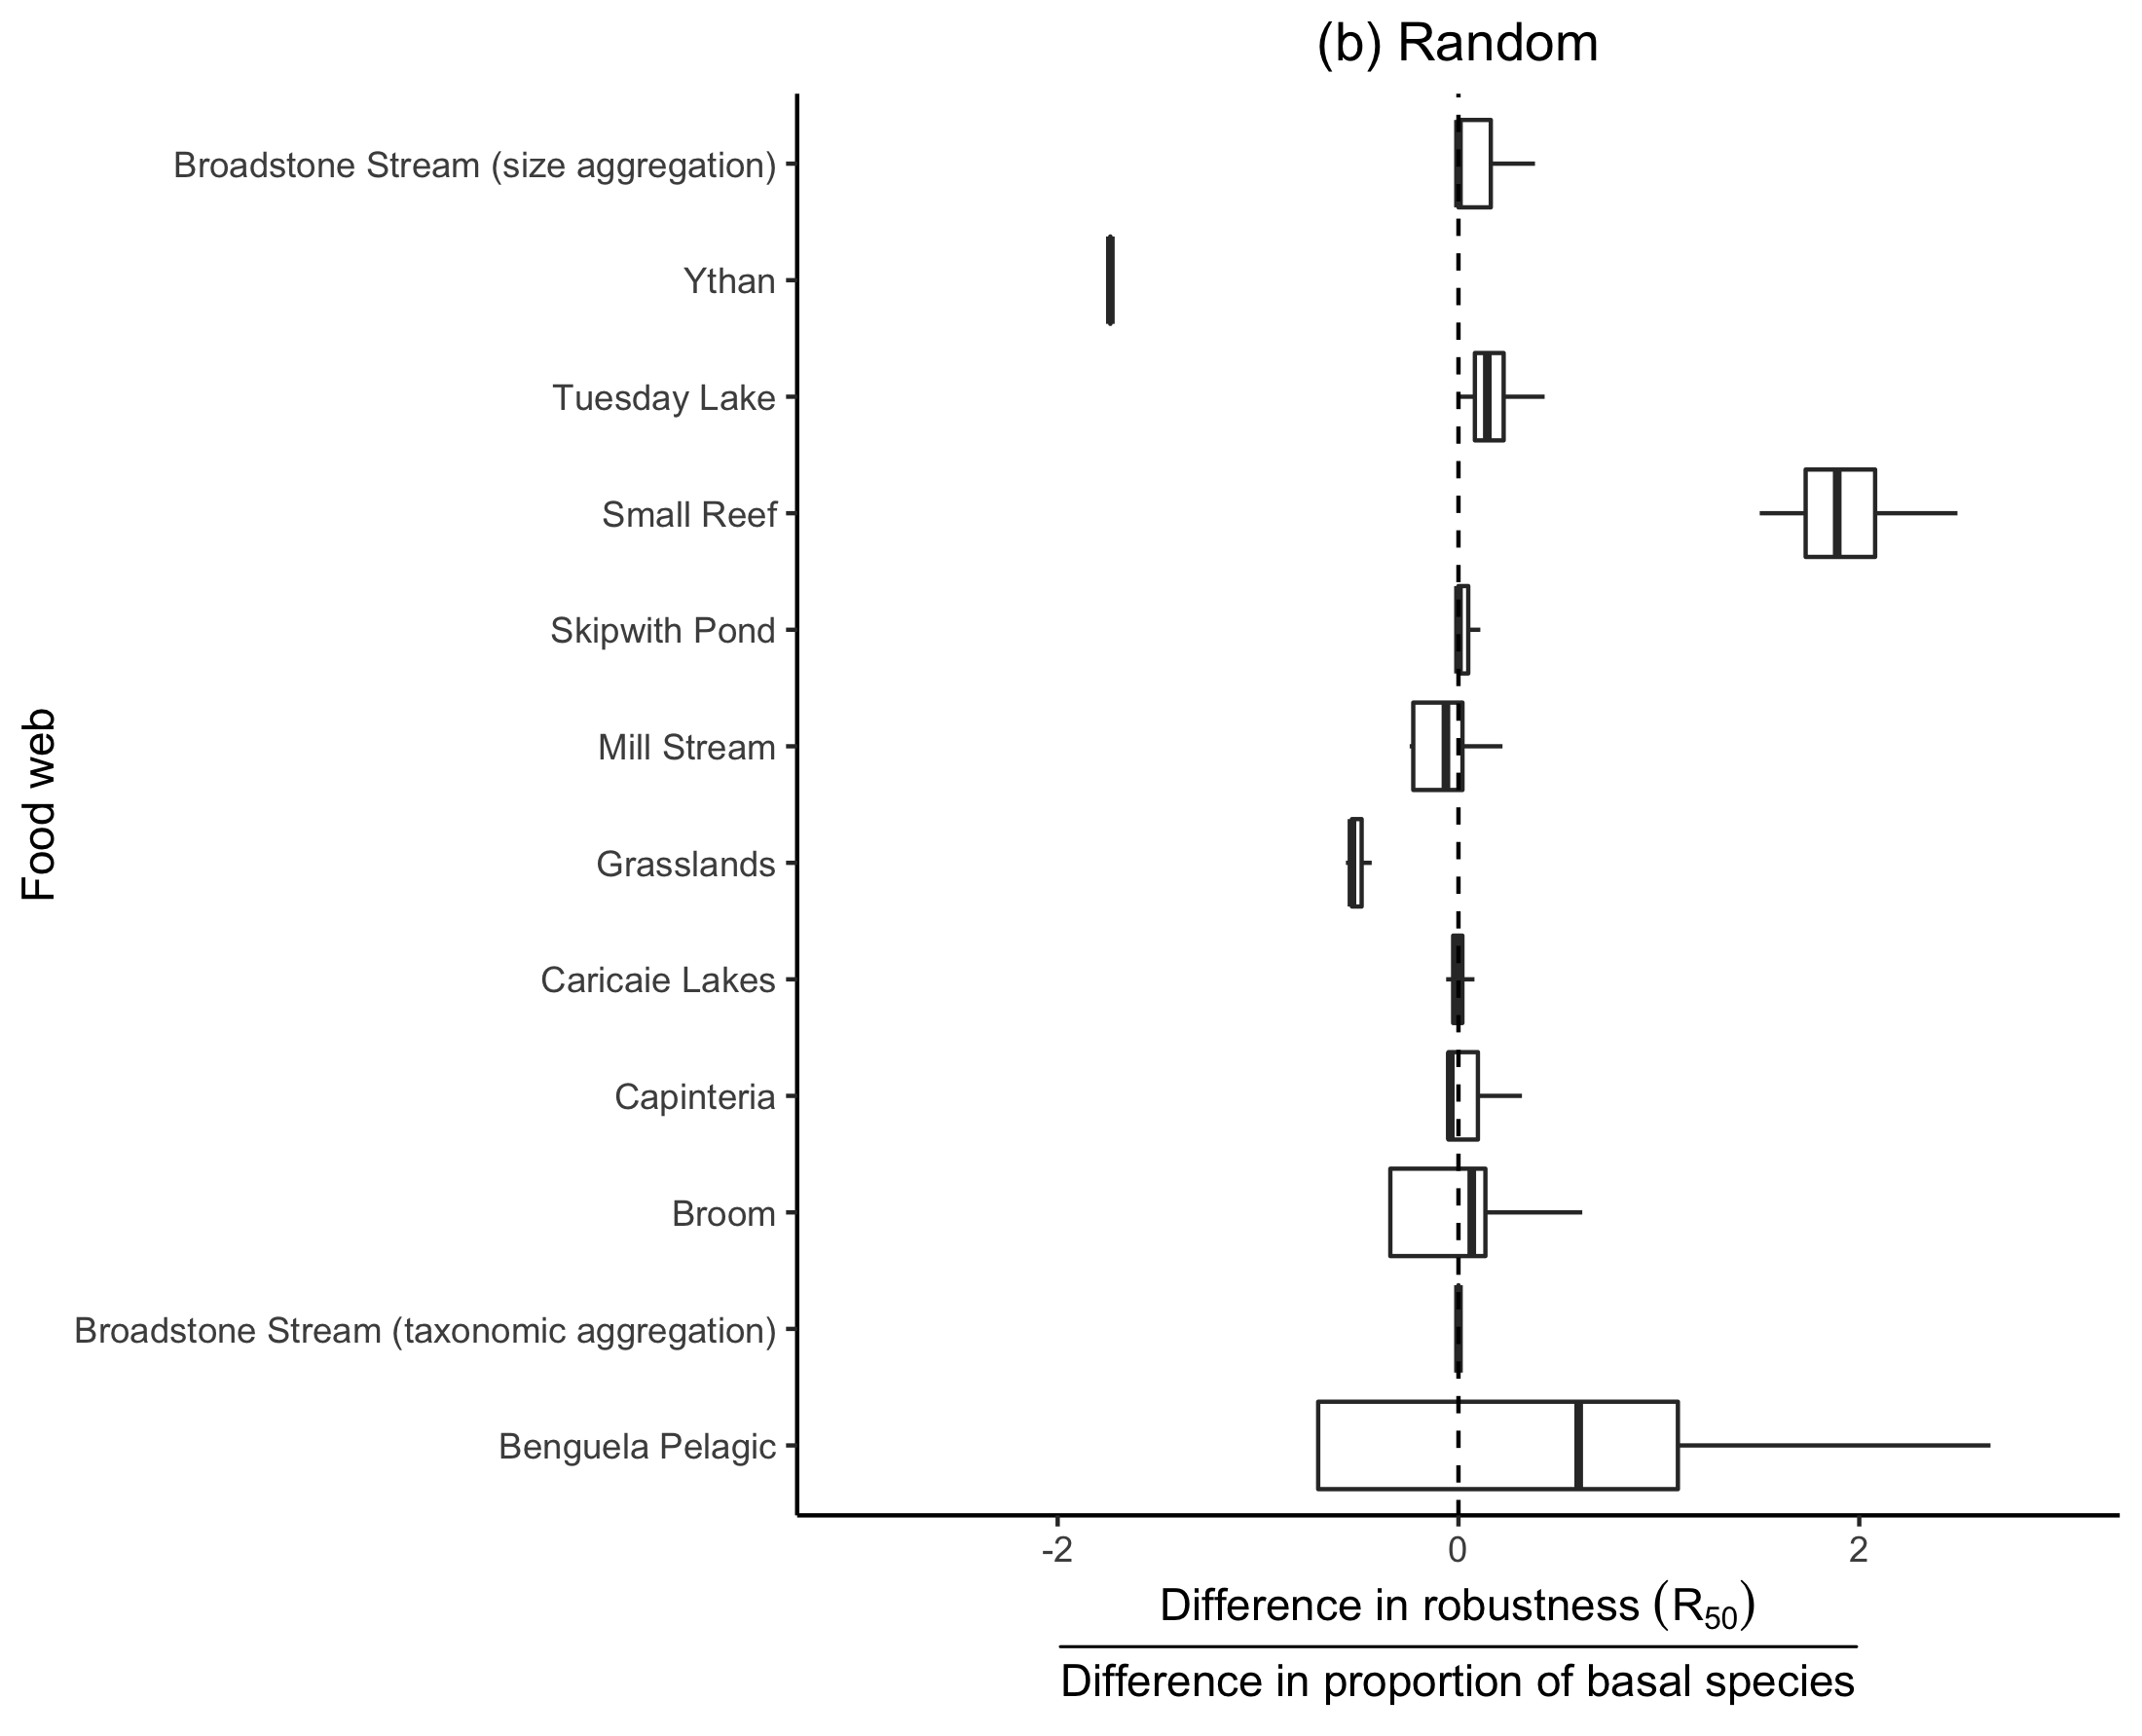 (b) Random
Broadstone Stream (size aggregation)
Ythan
Tuesday Lake
Small Reef
Skipwith Pond
Mill Stream
Grasslands
Caricaie Lakes
Capinteria
Broom
Broadstone Stream (taxonomic aggregation)
Benguela Pelagic
Food web
-2 0 2
Difference in robustness (R₅₀)
Difference in proportion of basal species